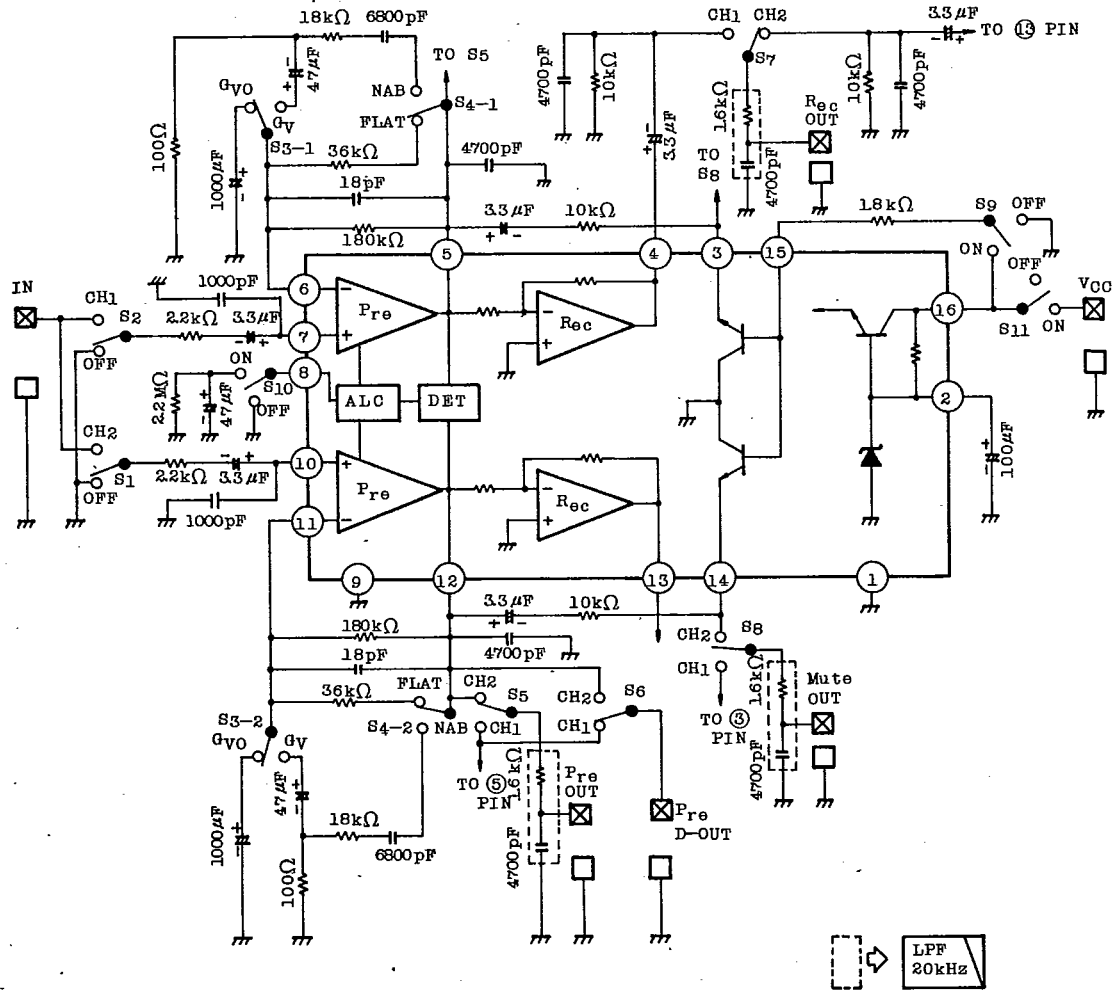 18kΩ 6800pF
CH1 CH2 3.3μF
TO ⑬ PIN
TO S5
47μF
S7
4700pF
10kΩ
10kΩ
4700pF
GVO
GV
NAB
S4-1
FLAT
1.6kΩ
Rec
OUT
100Ω
S3-1
36kΩ
4700pF
3.3μF
TO
S8
4700pF
1000μF
18pF
3.3μF 10kΩ
1.8kΩ
S9 OFF
180kΩ
5 4 3 15
ON
1000pF
OFF
IN
CH1
S2
2.2kΩ 3.3μF
6
Pre
Rec
16
S11
VCC
ON
7
OFF
ON
S10
8
2.2MΩ
47μF
OFF
ALC DET
2
100μF
CH2
S1
OFF
2.2kΩ 3.3μF
10
Pre
Rec
1000pF
11
9 12 13 14 1
3.3μF 10kΩ
180kΩ
4700pF
CH2 S8
18pF
CH1
1.6kΩ
Mute
OUT
36kΩ
FLAT
CH2
S5
CH2
S6
CH1
S3-2
S4-2
NAB
CH1
TO ③
PIN
4700pF
GVO
GV
TO ⑤
PIN
47μF
1.6kΩ
Pre
OUT
Pre
D-OUT
1000μF
18kΩ
6800pF
4700pF
100Ω
LPF
20kHz